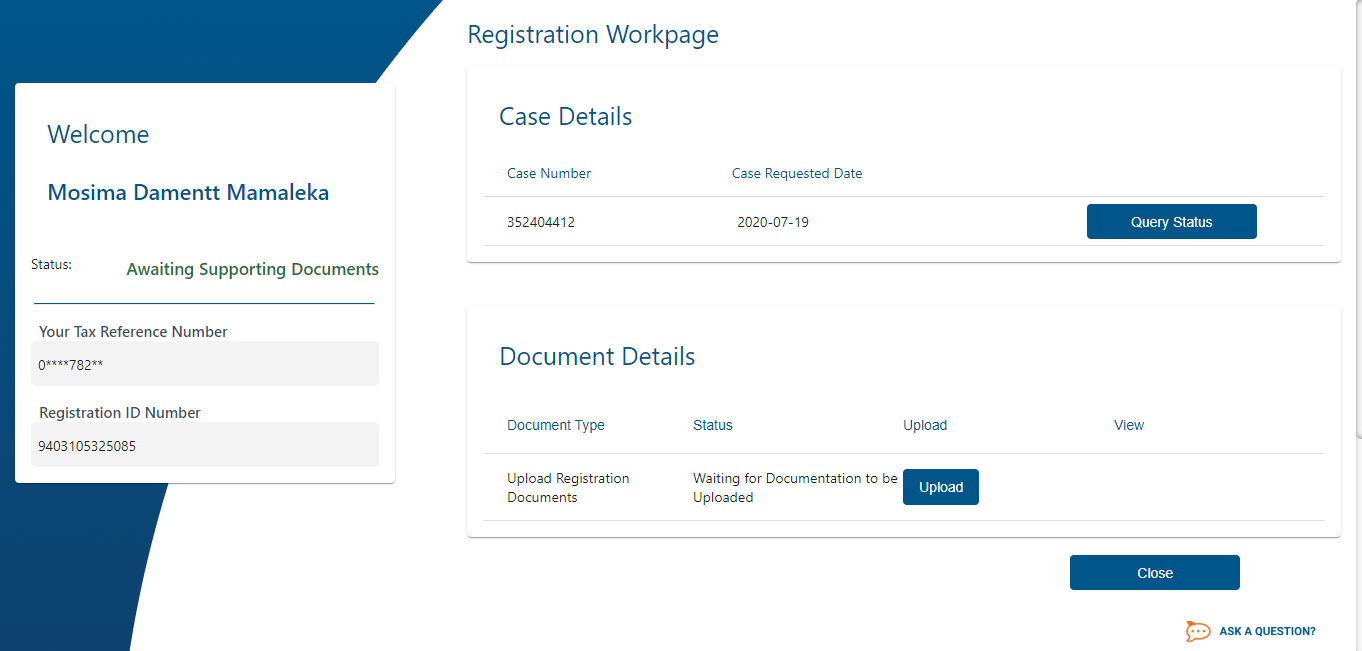 Registration Workpage
Welcome
Mosima Damentt Mamaleka
Status:
Awaiting Supporting Documents
Your Tax Reference Number
0****782**
Registration ID Number
9403105325085
Case Details
Case Number
Case Requested Date
352404412
2020-07-19
Query Status
Document Details
Document Type
Status
Upload
View
Upload Registration
Documents
Waiting for Documentation to be
Uploaded
Upload
Close
ASK A QUESTION?